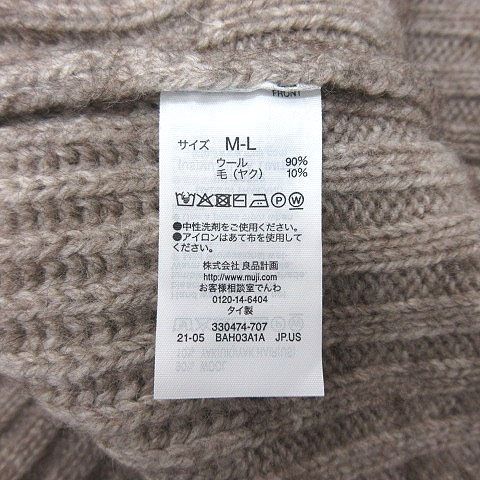 FRONT
サイズ M-L
ウール 90%
毛（ヤク） 10%
●中性洗剤をご使用ください。
●アイロンはあて布を使用して
ください。
株式会社 良品計画
http://www.muji.com
お客様相談室でんわ
0120-14-6404
タイ製
330474-707
21-05 BAH03A1A JP.US